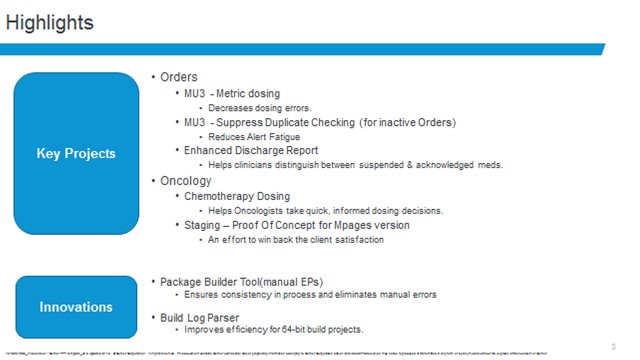 Highlights
Key Projects
• Orders
• MU3 - Metric dosing
• Decreases dosing errors.
• MU3 - Suppress Duplicate Checking (for inactive Orders)
• Reduces Alert Fatigue
• Enhanced Discharge Report
• Helps clinicians distinguish between suspended & acknowledged meds.
• Oncology
• Chemotherapy Dosing
• Helps Oncologists take quick, informed dosing decisions.
• Staging – Proof Of Concept for Mpages version
• An effort to win back the client satisfaction
Innovations
• Package Builder Tool(manual EPs)
• Ensures consistency in process and eliminates manual errors
• Build Log Parser
• Improves efficiency for 64-bit build projects.
3